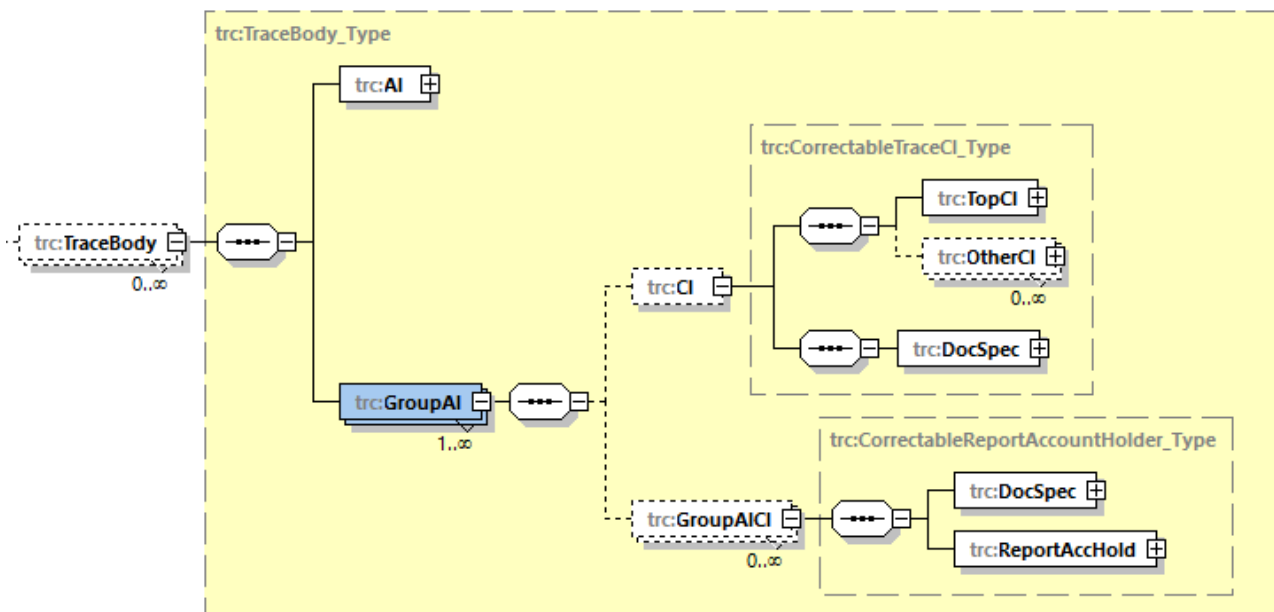 trc:TraceBody_Type
trc:AI
trc:CorrectableTraceCI_Type
trc:TopCI
trc:TraceBody
0..∞
trc:OtherCI
0..∞
trc:CI
trc:DocSpec
trc:GroupAI
1..∞
trc:CorrectableReportAccountHolder_Type
trc:DocSpec
trc:GroupAICI
0..∞
trc:ReportAccHold